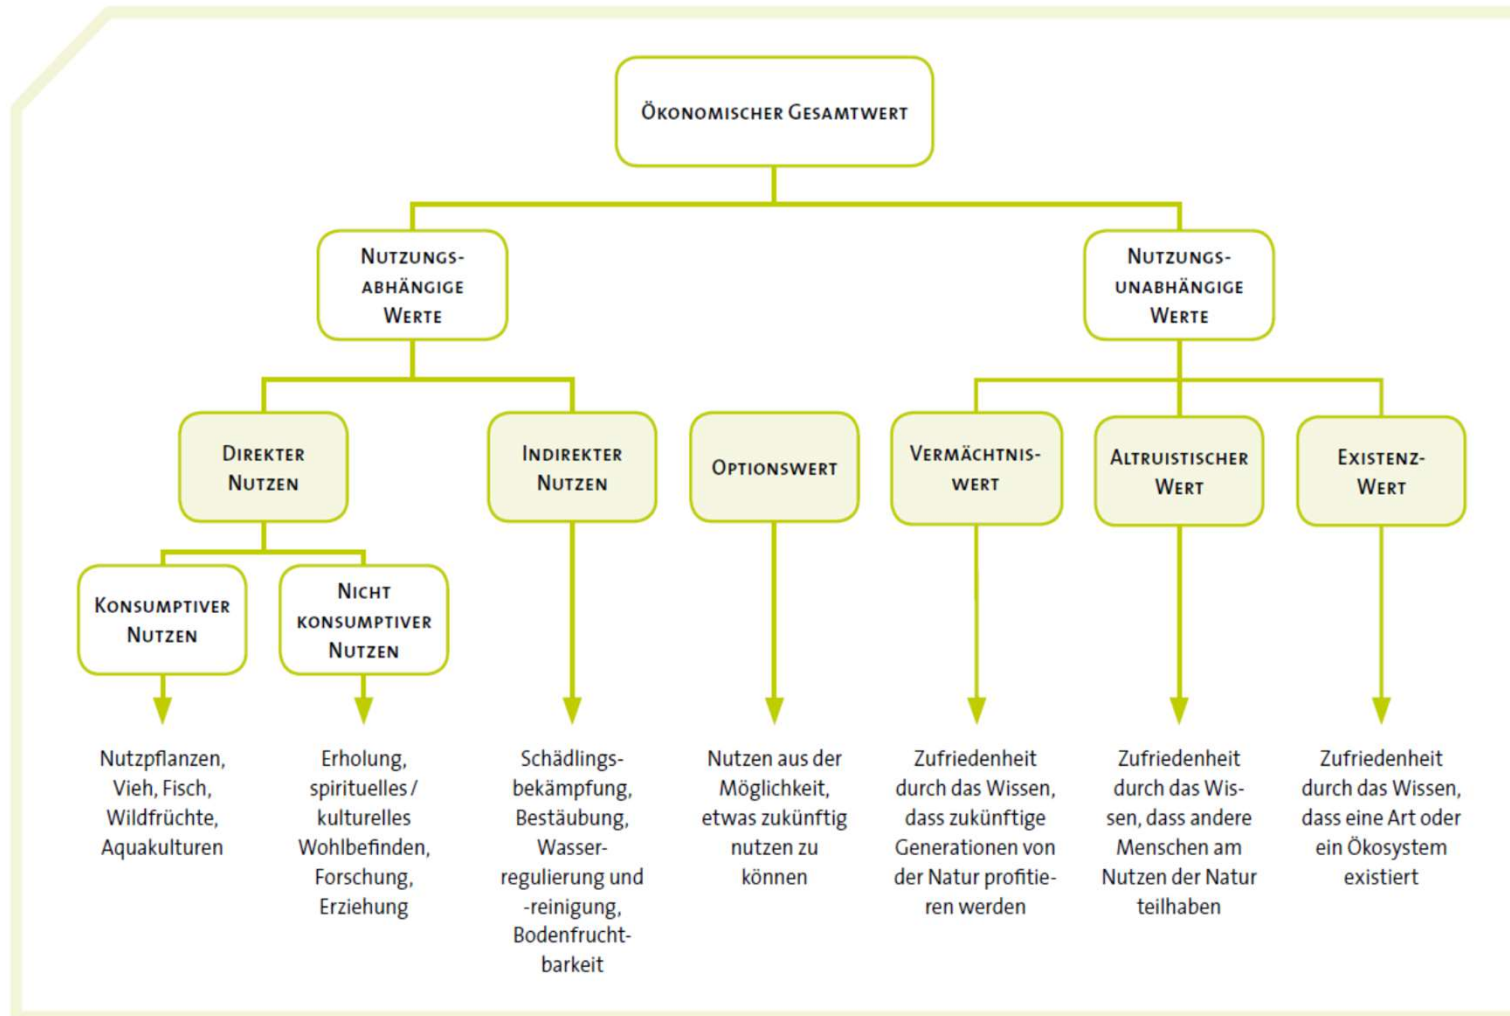 Ökonomischer Gesamtwert
Nutzungs-
abhängige
Werte
Nutzungs-
unabhängige
Werte
Direkter
Nutzen
Indirekter
Nutzen
Optionswert
Vermächtnis-
wert
Altruistischer
Wert
Existenz-
Wert
Konsumptiver
Nutzen
Nicht
konsumptiver
Nutzen
Nutzpflanzen,
Vieh, Fisch,
Wildfrüchte,
Aquakulturen
Erholung,
spirituelles /
kulturelles
Wohlbefinden,
Forschung,
Erziehung
Schädlings-
bekämpfung,
Bestäubung,
Wasser-
regulierung und
-reinigung,
Bodenfrucht-
barkeit
Nutzen aus der
Möglichkeit,
etwas zukünftig
nutzen zu
können
Zufriedenheit
durch das Wissen,
dass zukünftige
Generationen von
der Natur profitie-
ren werden
Zufriedenheit
durch das Wis-
sen, dass andere
Menschen am
Nutzen der Natur
teilhaben
Zufriedenheit
durch das Wissen,
dass eine Art oder
ein Ökosystem
existiert